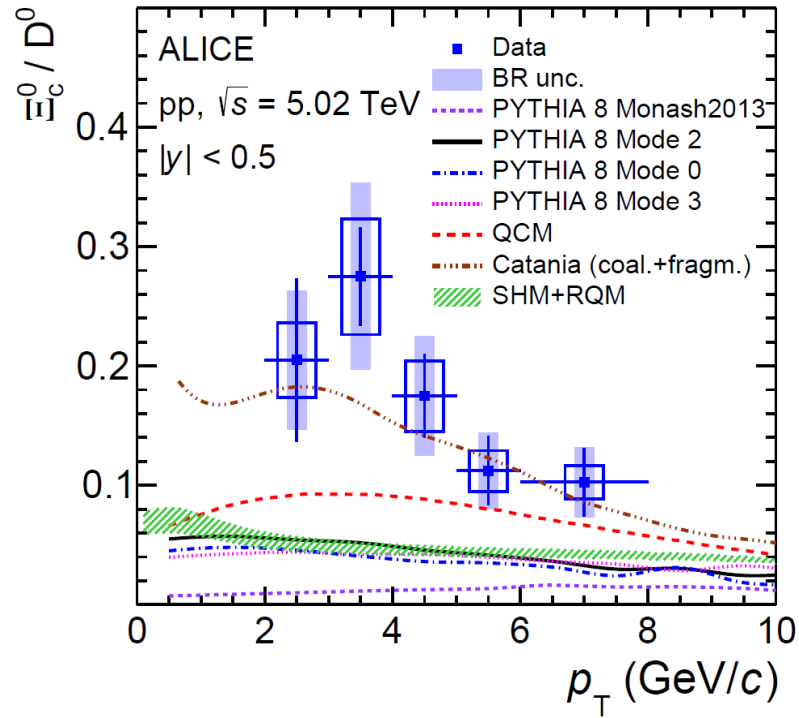 ALICE
pp, √s = 5.02 TeV
|y| < 0.5
Data
BR unc.
PYTHIA 8 Monash2013
PYTHIA 8 Mode 2
PYTHIA 8 Mode 0
PYTHIA 8 Mode 3
QCM
Catania (coal.+fragm.)
SHM+RQM
Ξc0 / D0
0.4
0.3
0.2
0.1
0 2 4 6 8 10
pT (GeV/c)